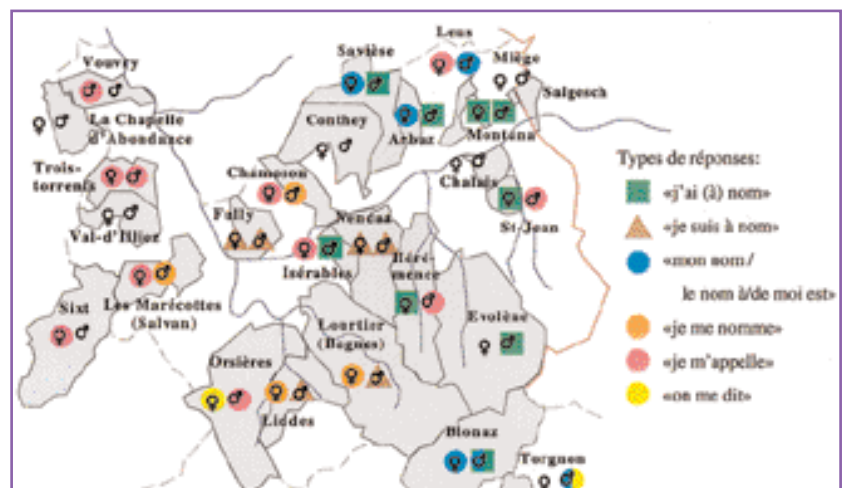 Lens
Savièse
Miège
Vouvry
Salgesch
La Chapelle
d'Abondance
Conthey
Arbaz
Montana
Types de réponses:
Trois-
torrents
Chamoson
Chalais
«j'ai (à) nom»
Fully
Nendaz
St-Jean
«je suis à nom»
Val-d'Illiez
Isérables
Héré-
mence
«mon nom /
le nom à/de moi est»
Sixt
Les Marécottes
(Salvan)
Lourtier
(Bagnes)
Evolène
«je me nomme»
Orsières
«je m'appelle»
Liddes
«on me dit»
Bionaz
Torgnon